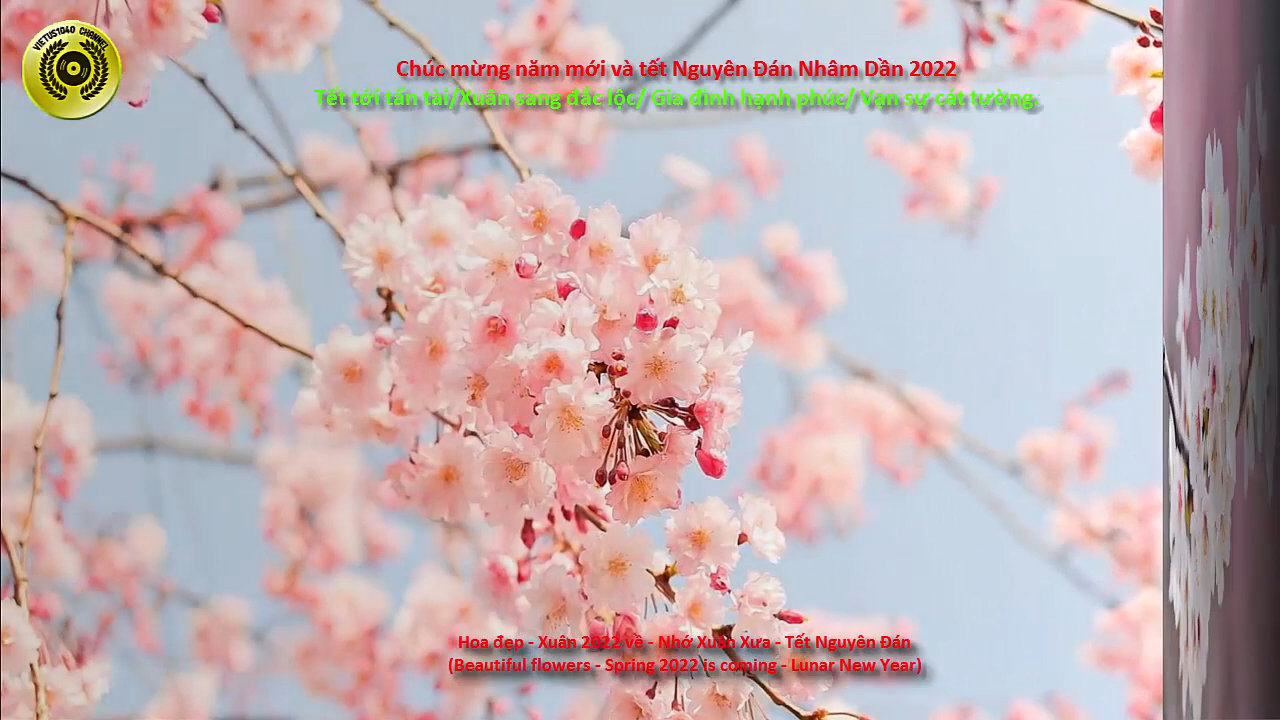 VIETUS1040 CHANNEL
Chúc mừng năm mới và tết Nguyên Đán Nhâm Dần 2022
Tết tới tấn tài/Xuân sang đắc lộc/ Gia đình hạnh phúc/ Vạn sự cát tường.
Hoa đẹp - Xuân 2022 về - Nhớ Xuân Xưa - Tết Nguyên Đán
(Beautiful flowers - Spring 2022 is coming - Lunar New Year)